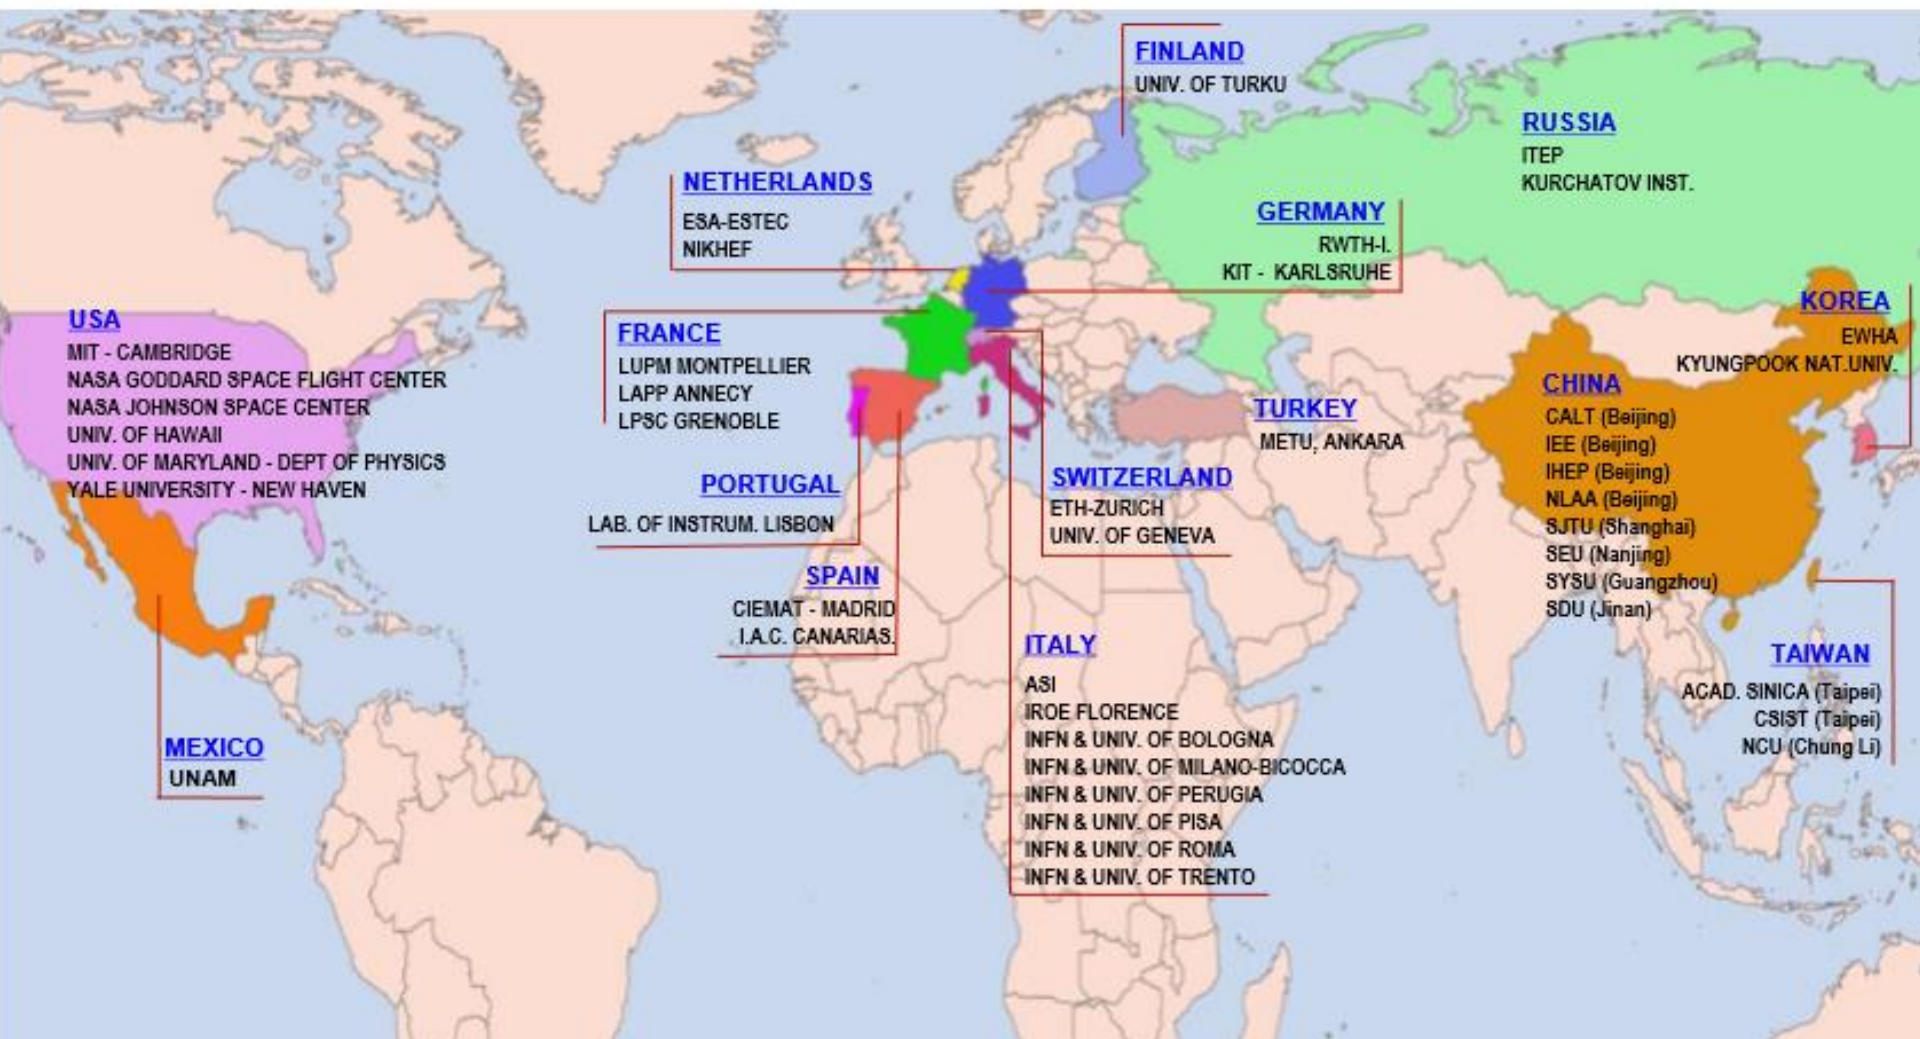 FINLAND
UNIV. OF TURKU
RUSSIA
ITEP
KURCHATOV INST.
NETHERLANDS
ESA-ESTEC
NIKHEF
GERMANY
RWTH-I.
KIT - KARLSRUHE
KOREA
EWHA
KYUNGPOOK NAT.UNIV.
USA
MIT - CAMBRIDGE
NASA GODDARD SPACE FLIGHT CENTER
NASA JOHNSON SPACE CENTER
UNIV. OF HAWAII
UNIV. OF MARYLAND - DEPT OF PHYSICS
YALE UNIVERSITY - NEW HAVEN
FRANCE
LUPM MONTPELLIER
LAPP ANNECY
LPSC GRENOBLE
CHINA
CALT (Beijing)
IEE (Beijing)
IHEP (Beijing)
NLAA (Beijing)
SJTU (Shanghai)
SEU (Nanjing)
SYSU (Guangzhou)
SDU (Jinan)
TURKEY
METU, ANKARA
PORTUGAL
LAB. OF INSTRUM. LISBON
SWITZERLAND
ETH-ZURICH
UNIV. OF GENEVA
SPAIN
CIEMAT - MADRID
I.A.C. CANARIAS.
ITALY
ASI
IROE FLORENCE
INFN & UNIV. OF BOLOGNA
INFN & UNIV. OF MILANO-BICOCCA
INFN & UNIV. OF PERUGIA
INFN & UNIV. OF PISA
INFN & UNIV. OF ROMA
INFN & UNIV. OF TRENTO
TAIWAN
ACAD. SINICA (Taipei)
CSIST (Taipei)
NCU (Chung Li)
MEXICO
UNAM